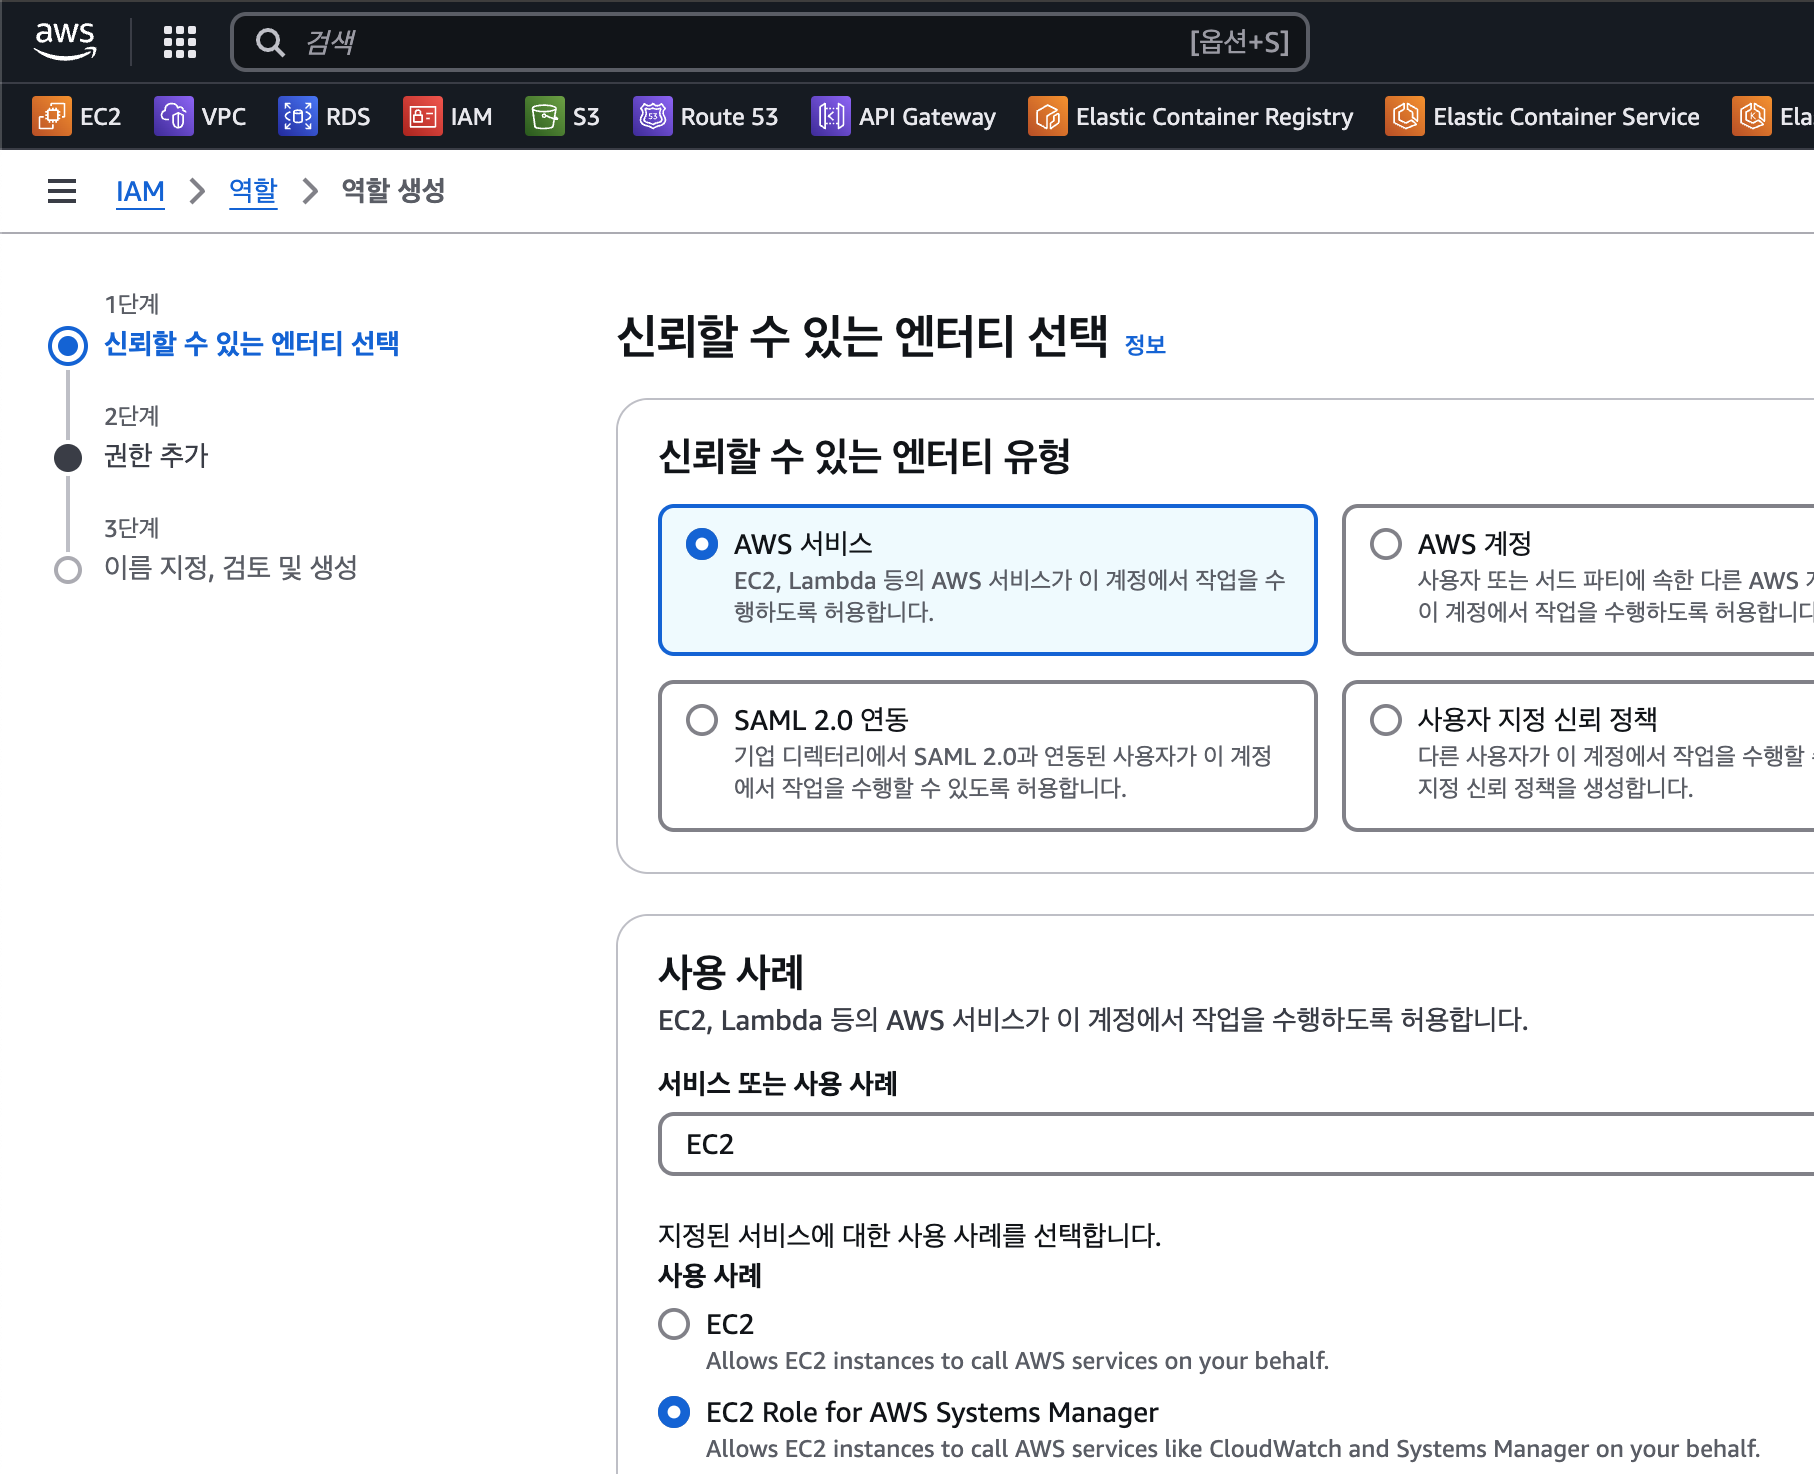 aws
검색
[옵션+S]
EC2
VPC
RDS
IAM
S3
Route 53
API Gateway
Elastic Container Registry
Elastic Container Service
Ela
IAM
역할
역할 생성
1단계
신뢰할 수 있는 엔터티 선택
2단계
권한 추가
3단계
이름 지정, 검토 및 생성
신뢰할 수 있는 엔터티 선택 정보
신뢰할 수 있는 엔터티 유형
AWS 서비스
EC2, Lambda 등의 AWS 서비스가 이 계정에서 작업을 수
행하도록 허용합니다.
AWS 계정
사용자 또는 서드 파티에 속한 다른 AWS
이 계정에서 작업을 수행하도록 허용합니다
SAML 2.0 연동
기업 디렉터리에서 SAML 2.0과 연동된 사용자가 이 계정
에서 작업을 수행할 수 있도록 허용합니다.
사용자 지정 신뢰 정책
다른 사용자가 이 계정에서 작업을 수행할
지정 신뢰 정책을 생성합니다.
사용 사례
EC2, Lambda 등의 AWS 서비스가 이 계정에서 작업을 수행하도록 허용합니다.
서비스 또는 사용 사례
EC2
지정된 서비스에 대한 사용 사례를 선택합니다.
사용 사례
EC2
Allows EC2 instances to call AWS services on your behalf.
EC2 Role for AWS Systems Manager
Allows EC2 instances to call AWS services like CloudWatch and Systems Manager on your behalf.